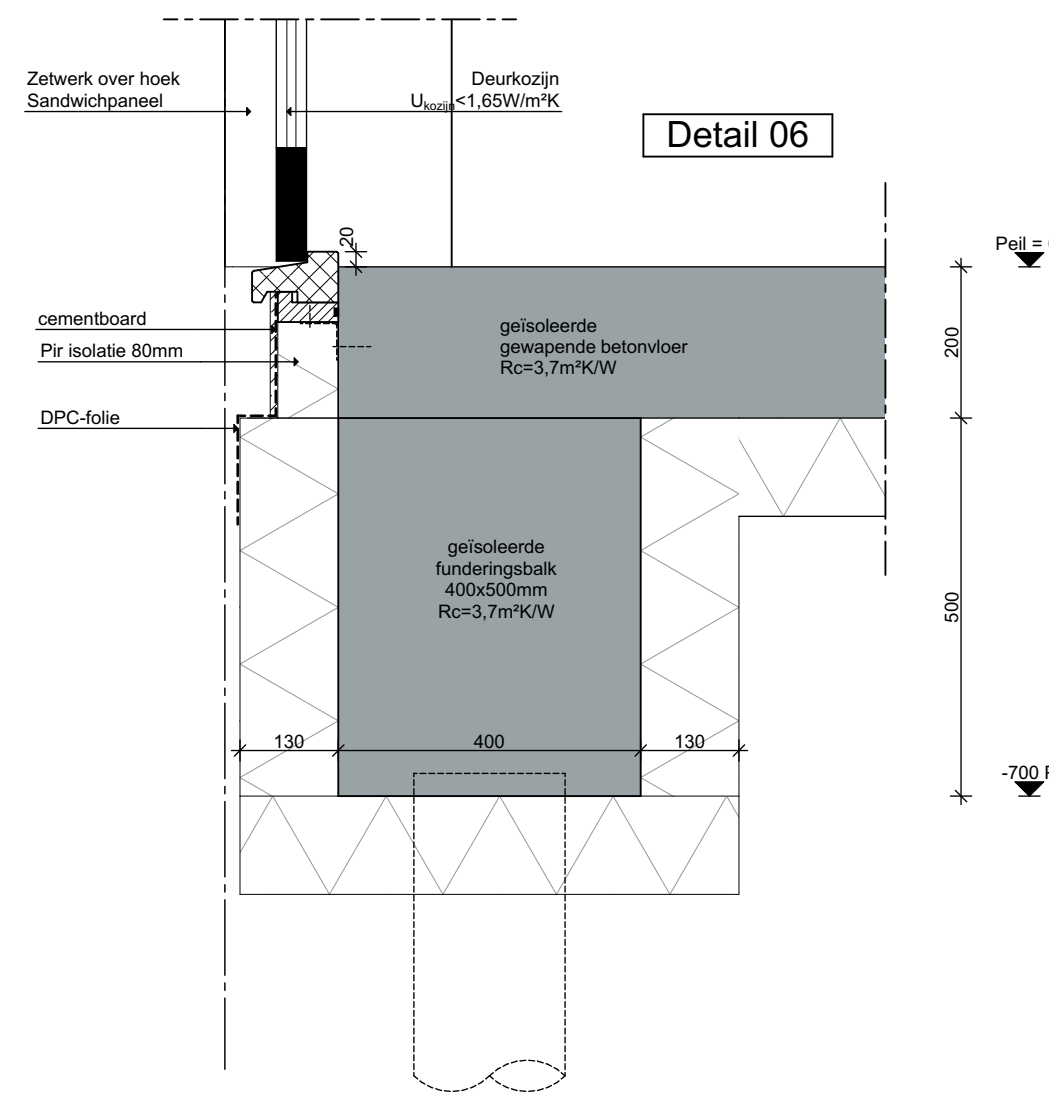 Zetwerk over hoek
Sandwichpaneel
Deurkozijn
Ukozijn<1,65W/m²K
Detail 06
20
Peil =
cementboard
Pir isolatie 80mm
DPC-folie
geïsoleerde
gewapende betonvloer
Rc=3,7m²K/W
200
geïsoleerde
funderingsbalk
400x500mm
Rc=3,7m²K/W
500
130
400
130
-700